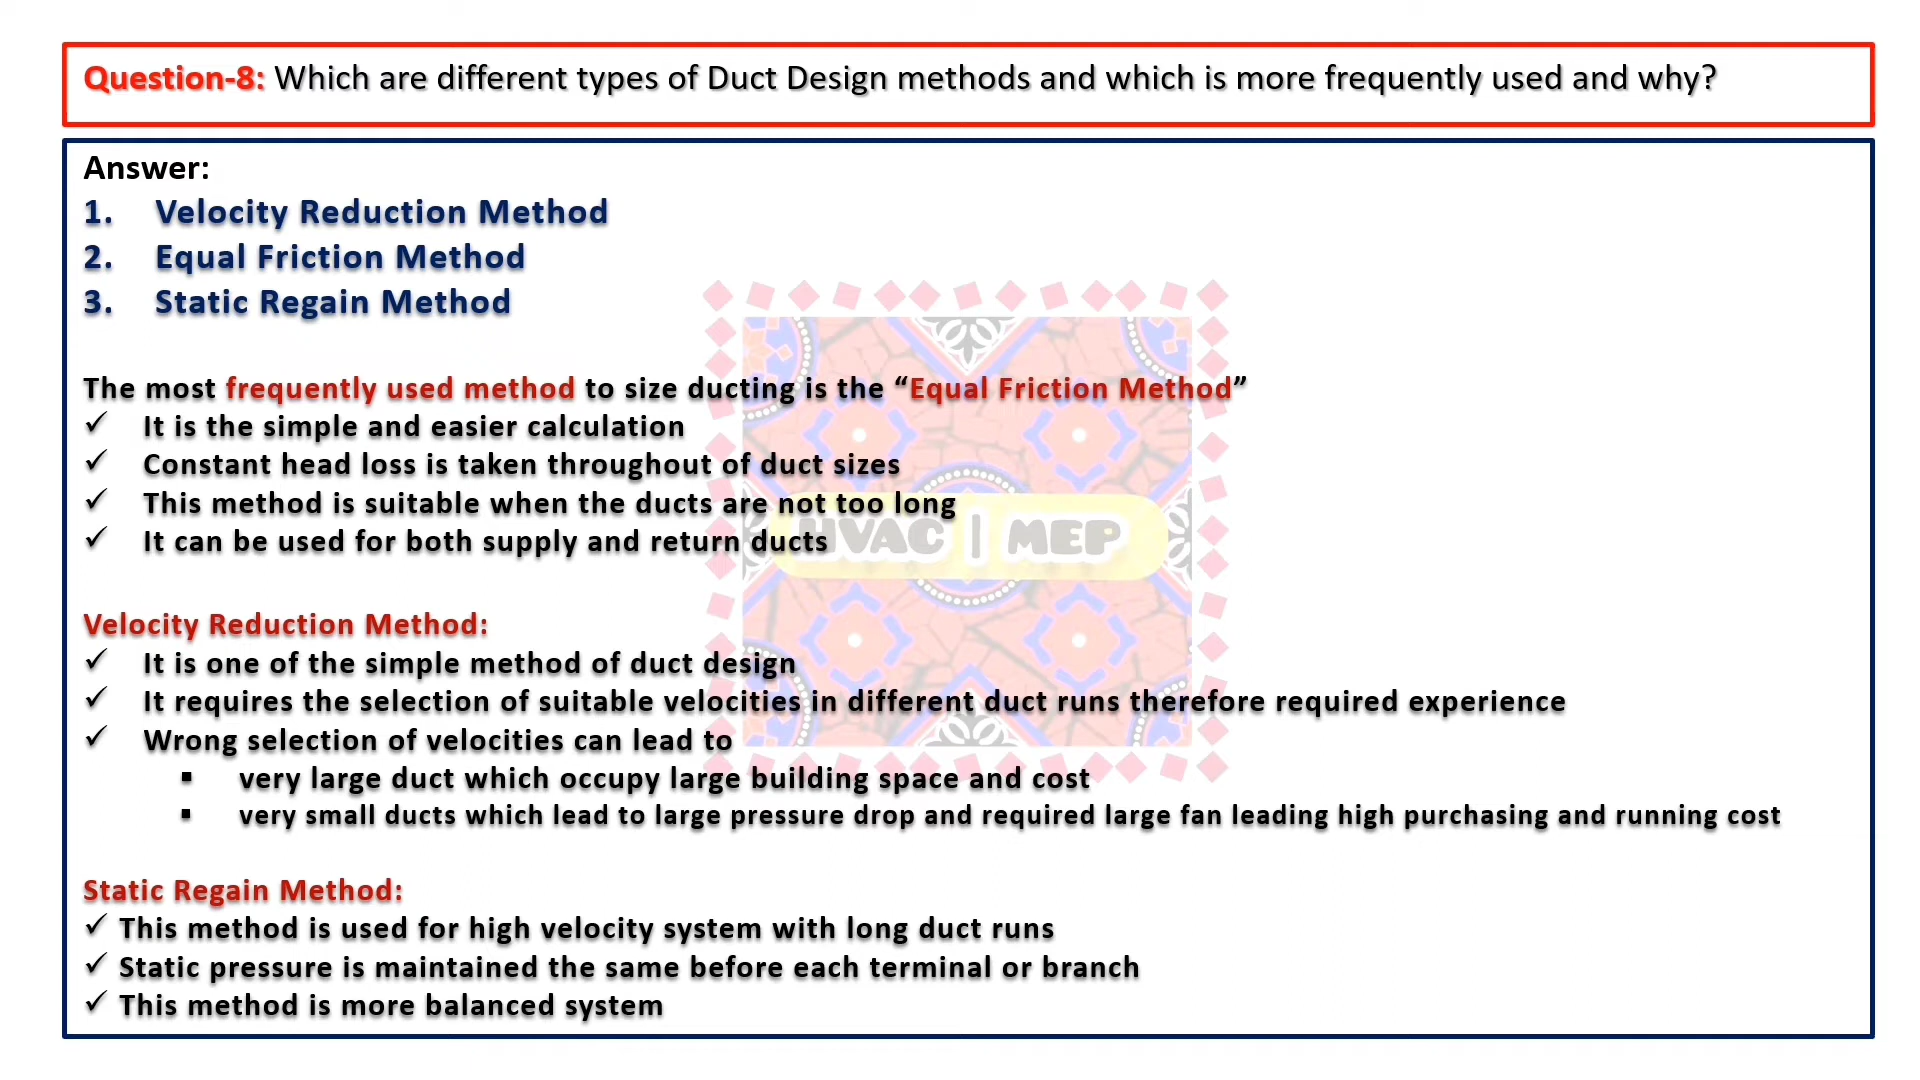 Question-8: Which are different types of Duct Design methods and which is more frequently used and why?
Answer:
1. Velocity Reduction Method
2. Equal Friction Method
3. Static Regain Method
The most frequently used method to size ducting is the “Equal Friction Method”
✓ It is the simple and easier calculation
✓ Constant head loss is taken throughout of duct sizes
✓ This method is suitable when the ducts are not too long
✓ It can be used for both supply and return ducts
HVAC | MEP
Velocity Reduction Method:
✓ It is one of the simple method of duct design
✓ It requires the selection of suitable velocities in different duct runs therefore required experience
✓ Wrong selection of velocities can lead to
▪ very large duct which occupy large building space and cost
▪ very small ducts which lead to large pressure drop and required large fan leading high purchasing and running cost
Static Regain Method:
✓ This method is used for high velocity system with long duct runs
✓ Static pressure is maintained the same before each terminal or branch
✓ This method is more balanced system